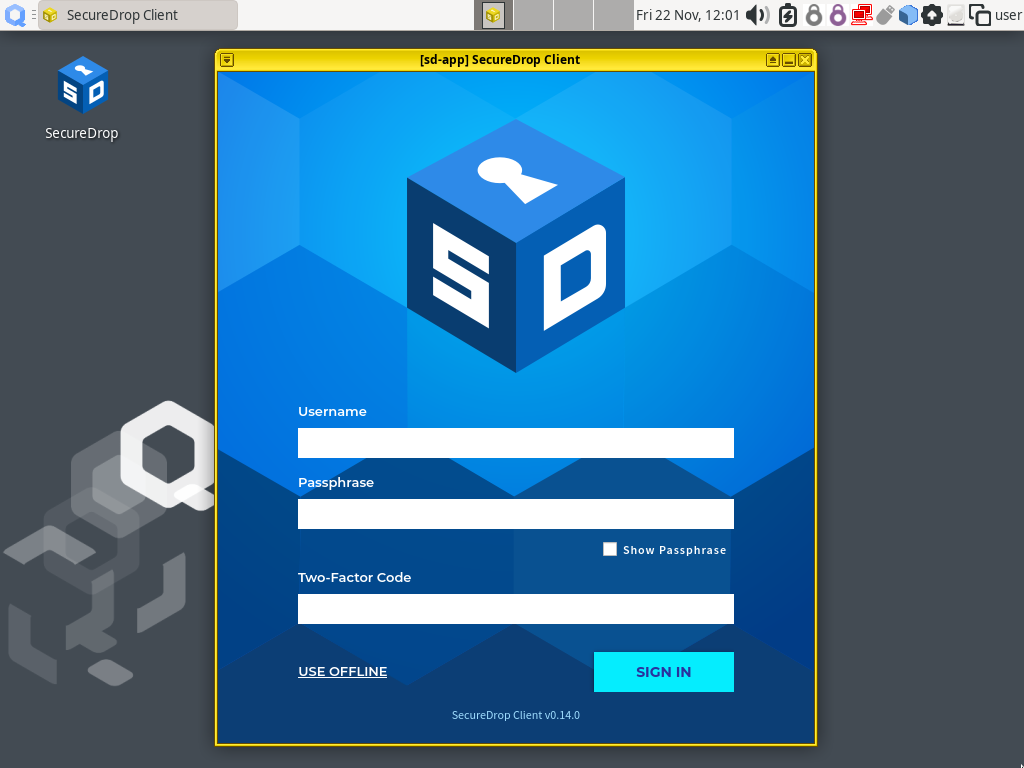 SecureDrop Client
Fri 22 Nov, 12:01
user
[sd-app] SecureDrop Client
SecureDrop
S D
Username
Passphrase
Show Passphrase
Two-Factor Code
USE OFFLINE
SIGN IN
SecureDrop Client v0.14.0